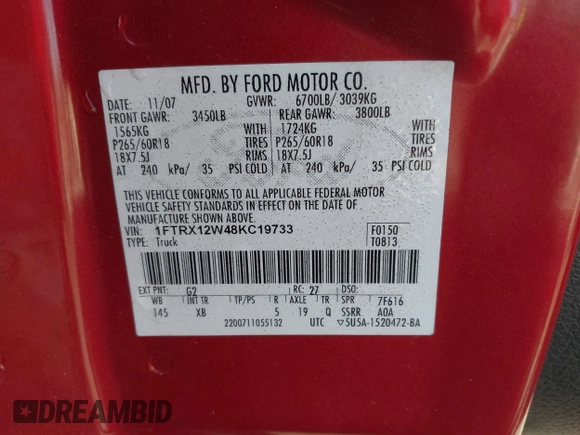 MFD. BY FORD MOTOR CO.
DATE: 11/07 GVWR: 6700LB/ 3039KG
FRONT GAWR: 3450LB REAR GAWR: 3800LB
1565KG WITH 1724KG WITH
P265/60R18 TIRES P265/60R18 TIRES
18X7.5J RIMS 18X7.5J RIMS
AT 240 kPa/ 35 PSI COLD AT 240 kPa/ 35 PSI COLD
THIS VEHICLE CONFORMS TO ALL APPLICABLE FEDERAL MOTOR
VEHICLE SAFETY STANDARDS IN EFFECT ON THE DATE OF
MANUFACTURE SHOWN ABOVE.
VIN: 1FTRX12W48KC19733 F0150
TYPE: Truck T0813
EXT PNT: G2 RC: 27 DSO:
WB INT TR TP/PS R AXLE TR SPR 7F616
145 XB 5 19 Q SSRR AOA
2200711055132 UTC ▽5U5A-1520472-BA
DREAMBID